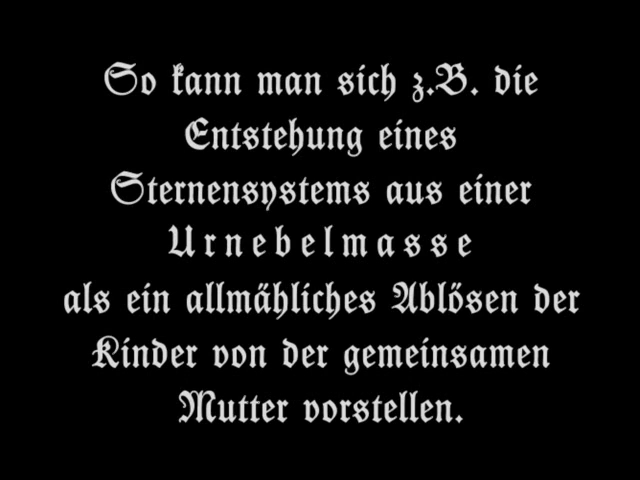 So kann man sich z.B. die
Entstehung eines
Sternensystems aus einer
Urnebelmasse
als ein allmähliches Ablösen der
Kinder von der gemeinsamen
Mutter vorstellen.